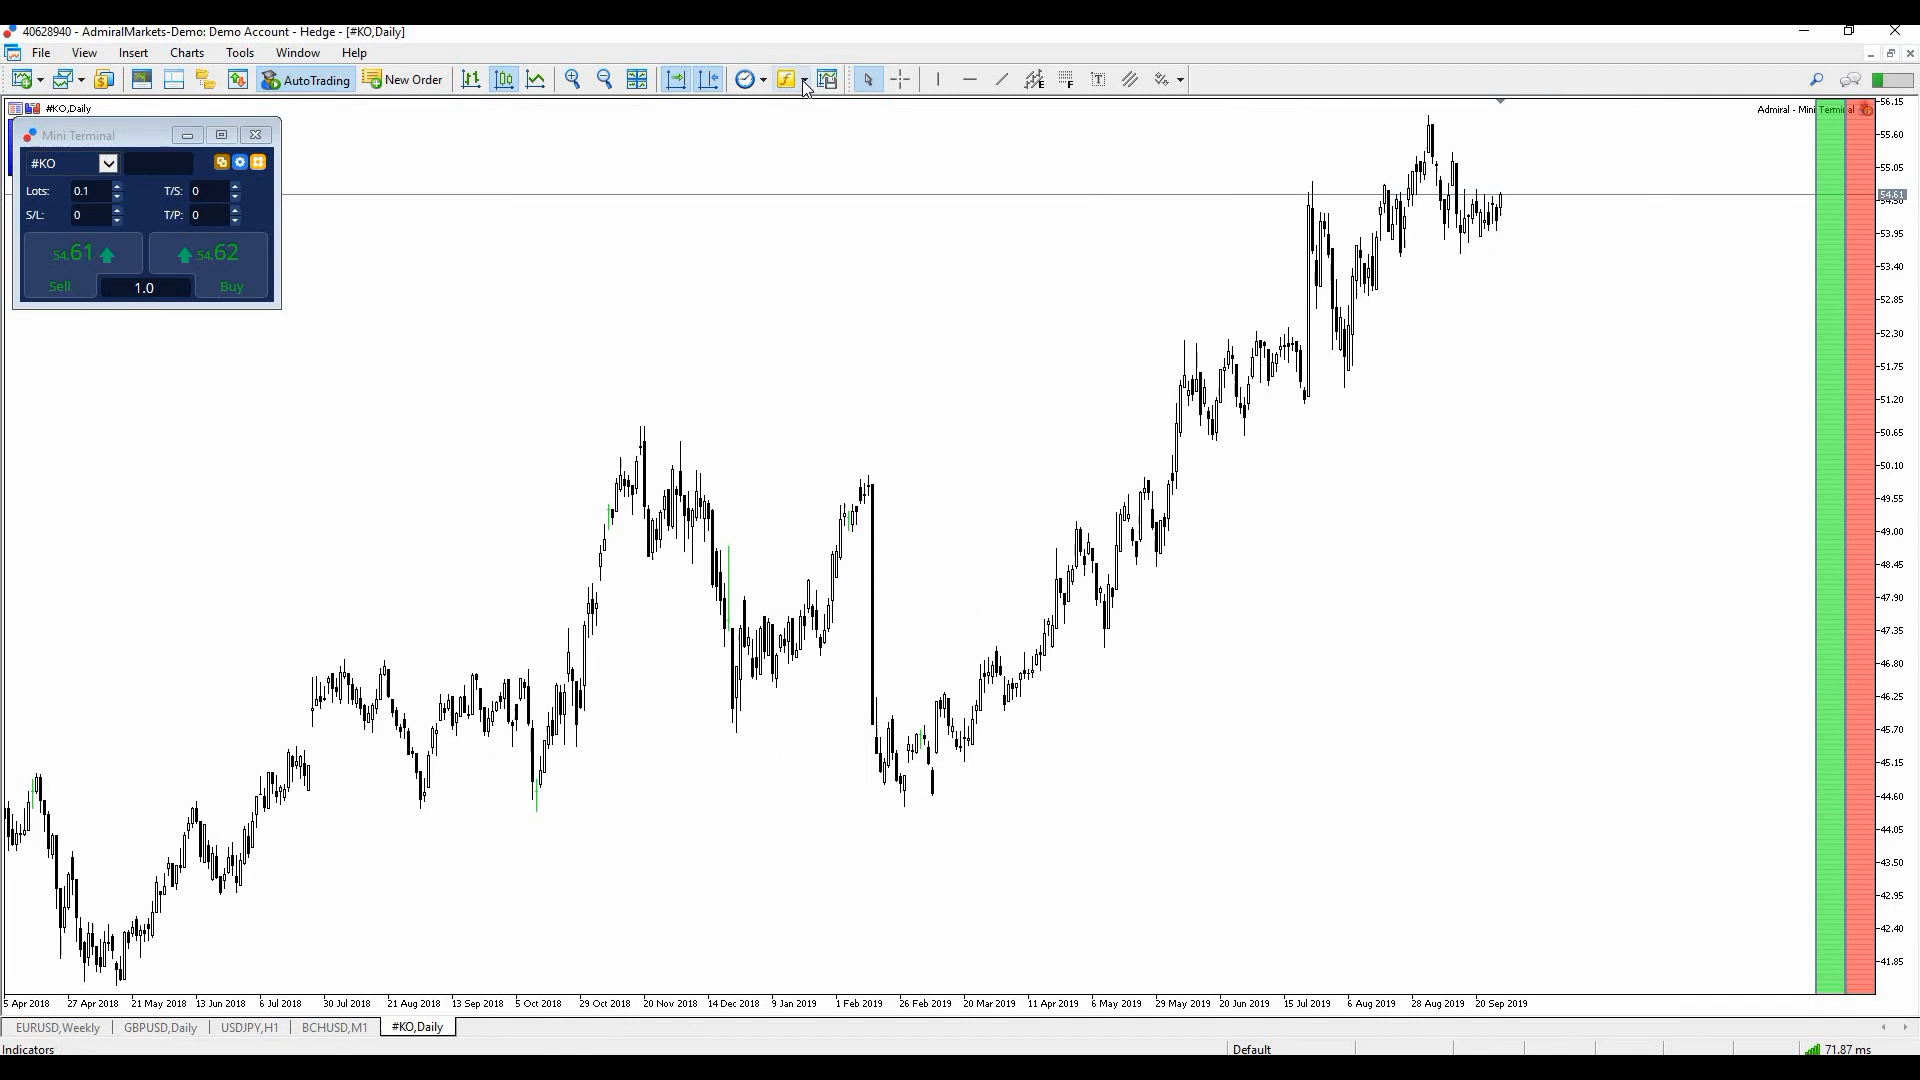 40628940 - AdmiralMarkets-Demo: Demo Account - Hedge - [#KO,Daily]
File View Insert Charts Tools Window Help
AutoTrading New Order
#KO,Daily
Admiral - Mini Terminal
Mini Terminal
#KO
Lots: 0.1 T/S: 0
S/L: 0 T/P: 0
54.61 54.62
Sell 1.0 Buy
56.15
55.60
55.05
54.61
54.50
53.95
53.40
52.85
52.30
51.75
51.20
50.65
50.10
49.55
49.00
48.45
47.90
47.35
46.80
46.25
45.70
45.15
44.60
44.05
43.50
42.95
42.40
41.85
5 Apr 2018 27 Apr 2018 21 May 2018 13 Jun 2018 6 Jul 2018 30 Jul 2018 21 Aug 2018 13 Sep 2018 5 Oct 2018 29 Oct 2018 20 Nov 2018 14 Dec 2018 9 Jan 2019 1 Feb 2019 26 Feb 2019 20 Mar 2019 11 Apr 2019 6 May 2019 29 May 2019 20 Jun 2019 15 Jul 2019 6 Aug 2019 28 Aug 2019 20 Sep 2019
EURUSD,Weekly GBPUSD,Daily USDJPY,H1 BCHUSD,M1 #KO,Daily
Indicators Default 71.87 ms